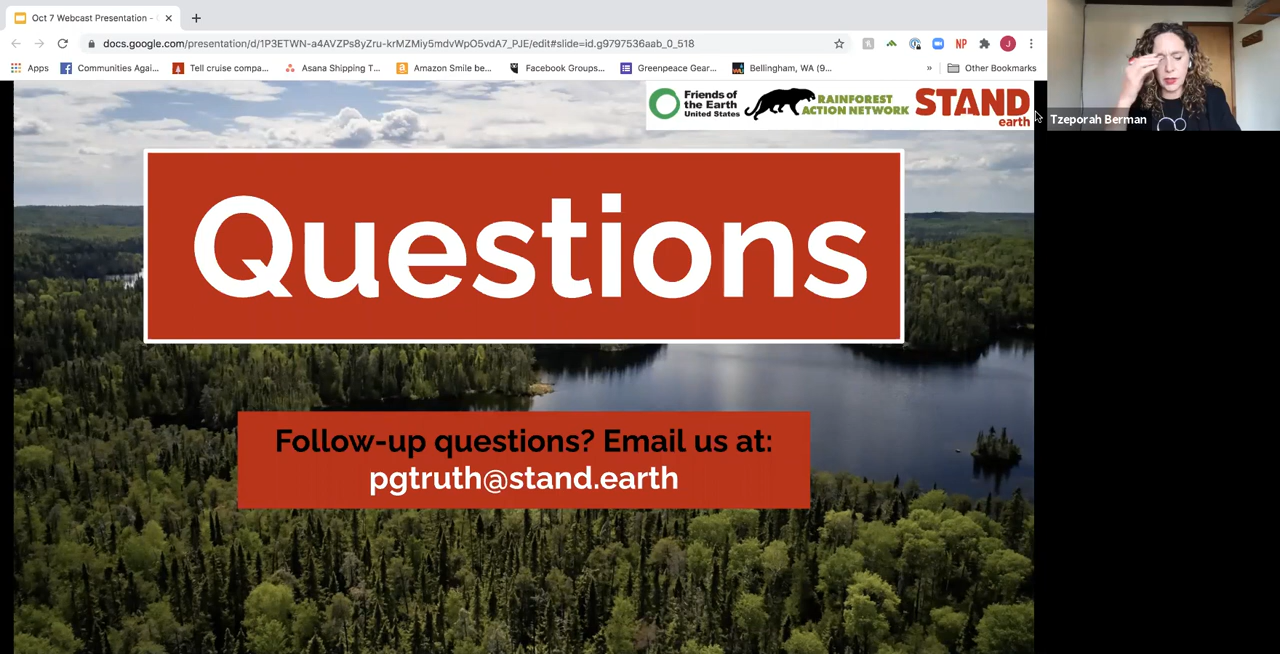 Oct 7 Webcast Presentation -
docs.google.com/presentation/d/1P3ETWN-a4AVZPs8yZru-krMZMiy5mdvWpO5vdA7_PJE/edit#slide=id.g9797536aab_0_518
NP
J
Apps
Communities Agai...
Tell cruise compa...
Asana Shipping T...
Amazon Smile be...
Facebook Groups...
Greenpeace Gear...
Bellingham, WA (9...
»
Other Bookmarks
Friends of
the Earth
United States
RAINFOREST
ACTION NETWORK
STAND
earth
Tzeporah Berman
Questions
Follow-up questions? Email us at:
pgtruth@stand.earth